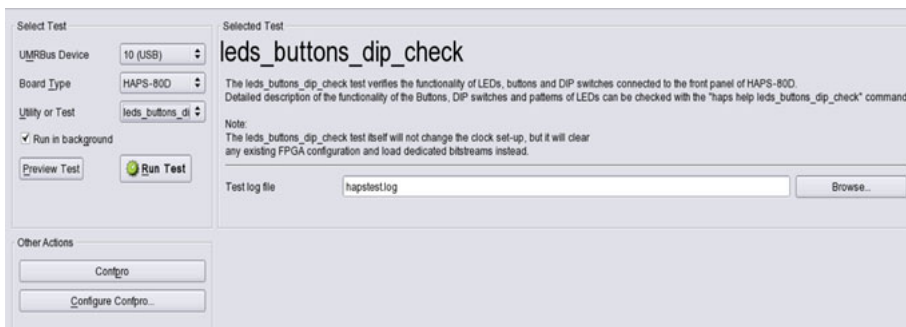 Select Test
UMRBus Device
10 (USB)
Board Type
HAPS-80D
Utility or Test
leds_buttons_di
Run in background
Preview Test
Run Test
Other Actions
Confpro
Configure Confpro...
Selected Test
leds_buttons_dip_check
The leds_buttons_dip_check test verifies the functionality of LEDs, buttons and DIP switches connected to the front panel of HAPS-80D.
Detailed description of the functionality of the Buttons, DIP switches and patterns of LEDs can be checked with the "haps help leds_buttons_dip_check" command
Note:
The leds_buttons_dip_check test itself will not change the clock set-up, but it will clear
any existing FPGA configuration and load dedicated bitstreams instead.
Test log file
hapstest.log
Browse...